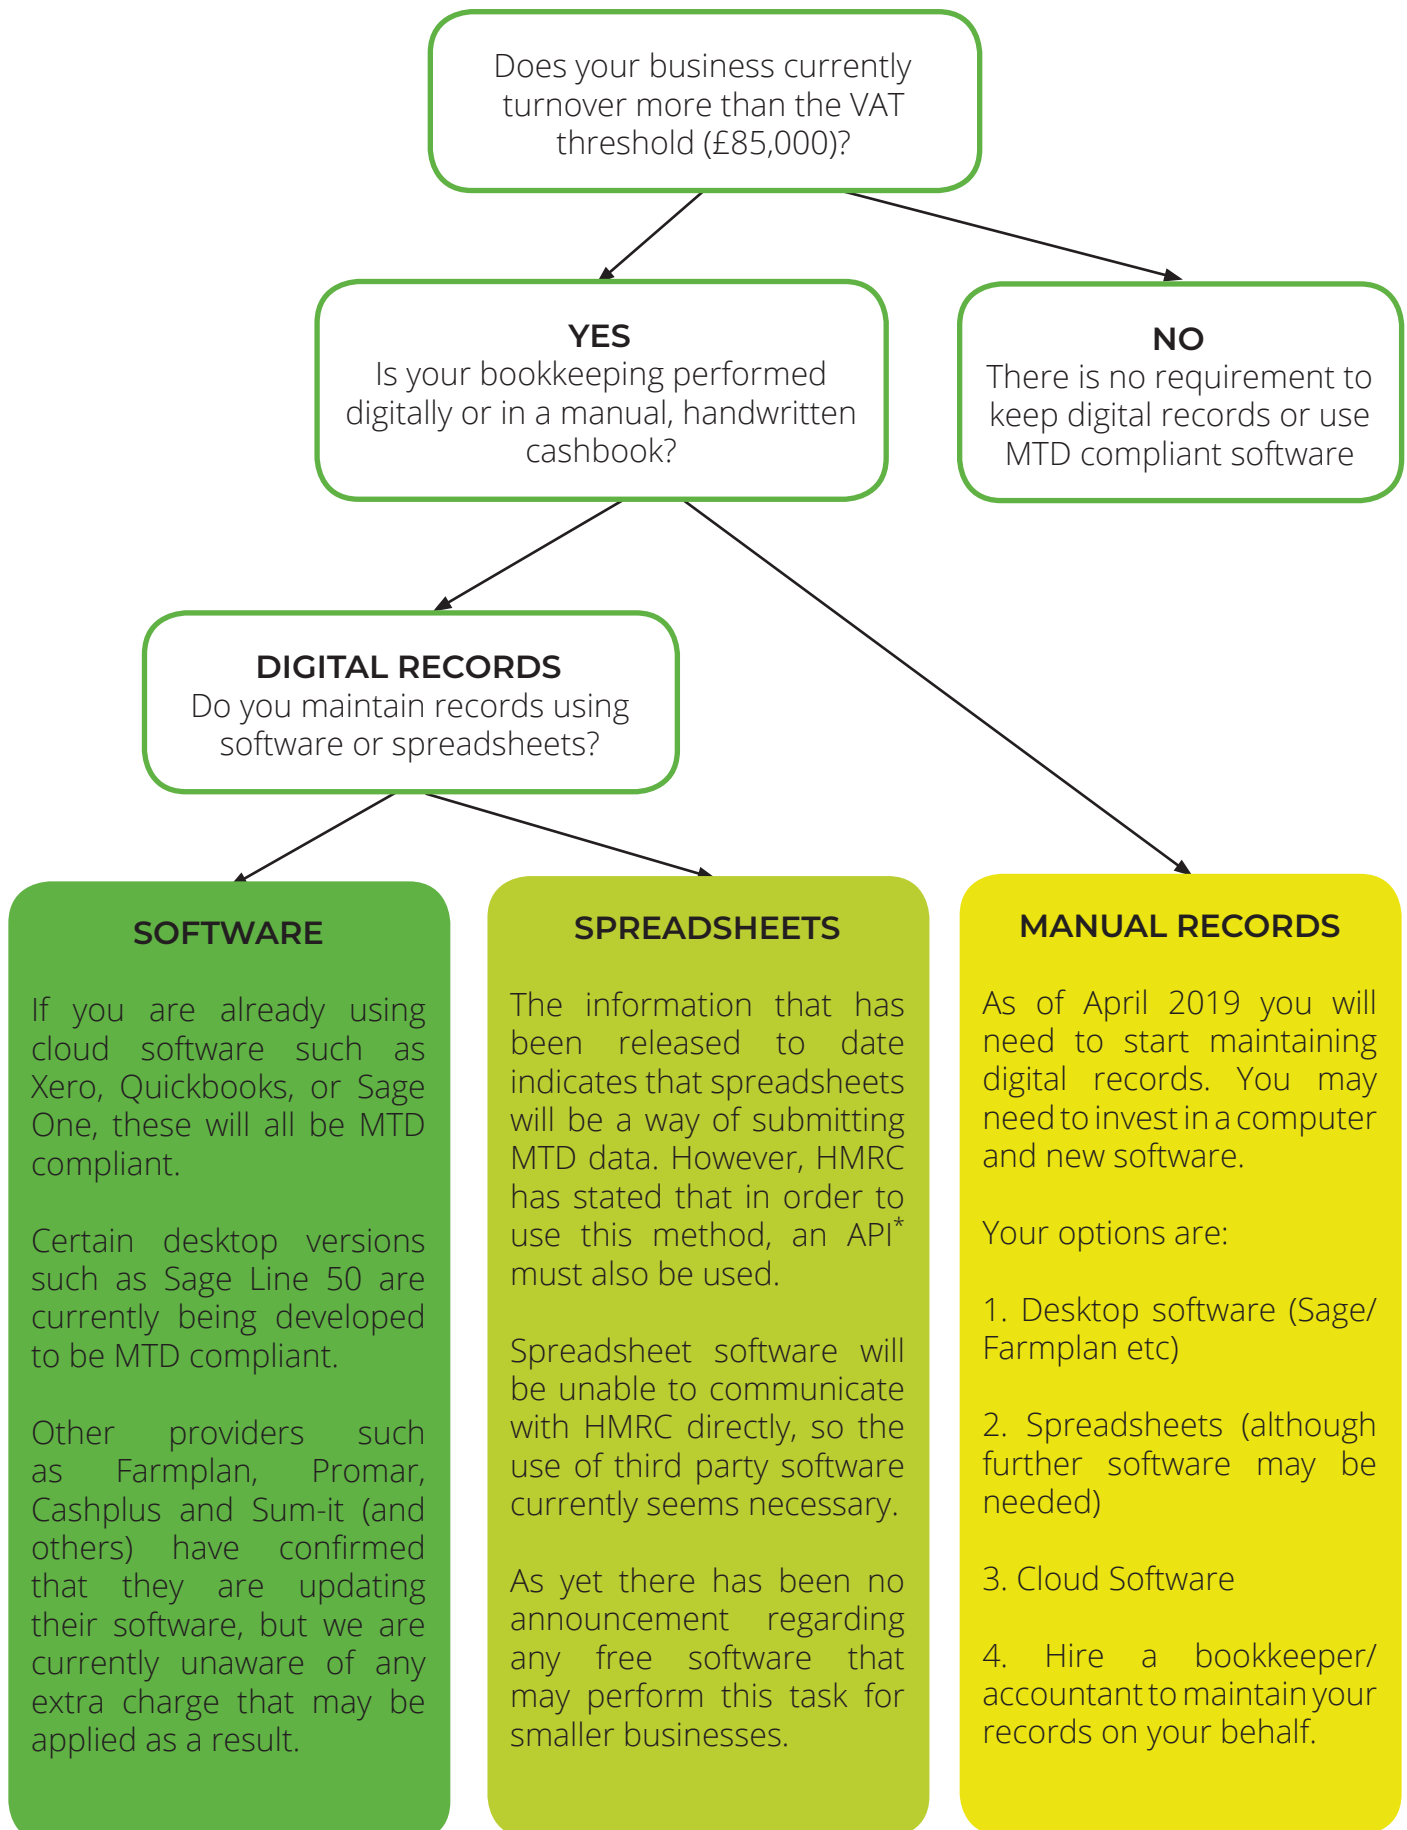 Does your business currently
turnover more than the VAT
threshold (£85,000)?
YES
Is your bookkeeping performed
digitally or in a manual, handwritten
cashbook?
NO
There is no requirement to
keep digital records or use
MTD compliant software
DIGITAL RECORDS
Do you maintain records using
software or spreadsheets?
SOFTWARE
If you are already using
cloud software such as
Xero, Quickbooks, or Sage
One, these will all be MTD
compliant.
Certain desktop versions
such as Sage Line 50 are
currently being developed
to be MTD compliant.
Other providers such
as Farmplan, Promar,
Cashplus and Sum-it (and
others) have confirmed
that they are updating
their software, but we are
currently unaware of any
extra charge that may be
applied as a result.
SPREADSHEETS
The information that has
been released to date
indicates that spreadsheets
will be a way of submitting
MTD data. However, HMRC
has stated that in order to
use this method, an API*
must also be used.
Spreadsheet software will
be unable to communicate
with HMRC directly, so the
use of third party software
currently seems necessary.
As yet there has been no
announcement regarding
any free software that
may perform this task for
smaller businesses.
MANUAL RECORDS
As of April 2019 you will
need to start maintaining
digital records. You may
need to invest in a computer
and new software.
Your options are:
1. Desktop software (Sage/
Farmplan etc)
2. Spreadsheets (although
further software may be
needed)
3. Cloud Software
4. Hire a bookkeeper/
accountant to maintain your
records on your behalf.